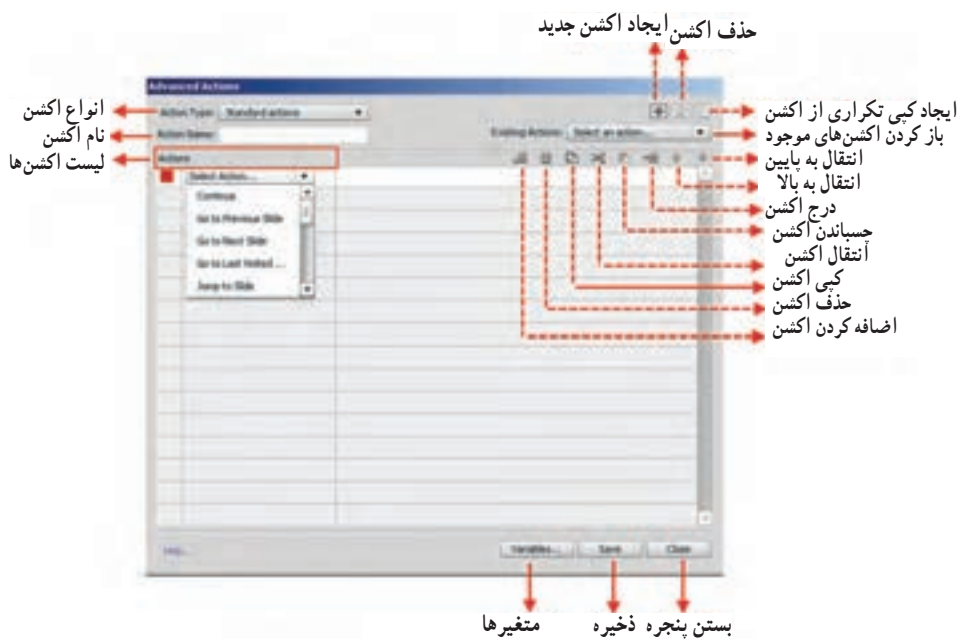 حذف اکشن
ایجاد اکشن جدید
Advanced Actions
انواع اکشن
Action Type: Standard actions
ایجاد کپی تکراری از اکشن
نام اکشن
Action Name:
Existing Actions: Select an action...
باز کردن اکشن‌های موجود
لیست اکشن‌ها
Actions
انتقال به پایین
Select Action...
انتقال به بالا
Continue
درج اکشن
Go to Previous Slide
چسباندن اکشن
Go to Next Slide
انتقال اکشن
Go to Last Visited ...
کپی اکشن
Jump to Slide
حذف اکشن
اضافه کردن اکشن
Help...
Variables...
Save
Close
بستن پنجره
ذخیره
متغیرها